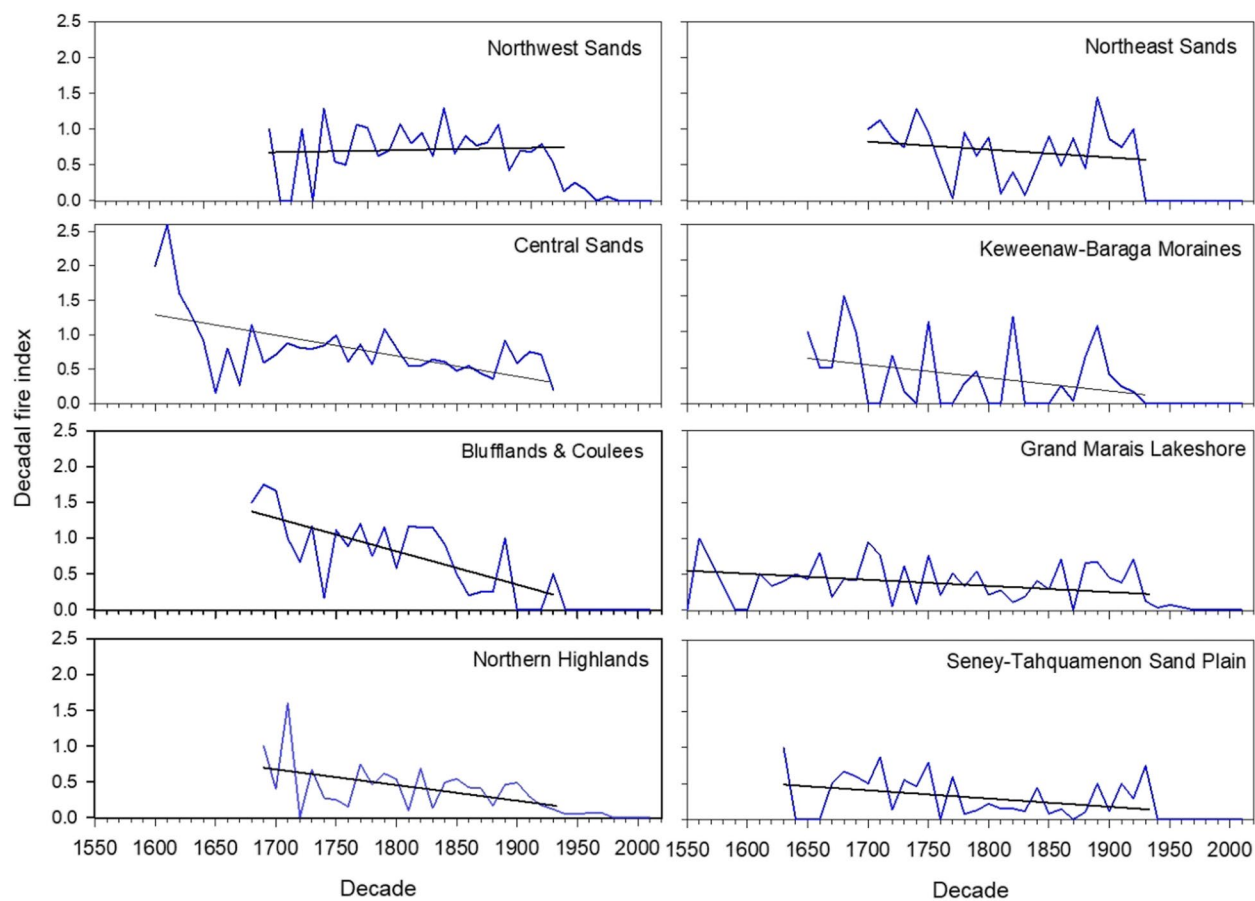 2.5
2.0
1.5
1.0
0.5
0.0
Northwest Sands
Northeast Sands
2.5
2.0
1.5
1.0
0.5
0.0
Central Sands
Keweenaw-Baraga Moraines
Decadal fire index
2.5
2.0
1.5
1.0
0.5
0.0
Blufflands & Coulees
Grand Marais Lakeshore
2.5
2.0
1.5
1.0
0.5
0.0
Northern Highlands
Seney-Tahquamenon Sand Plain
1550 1600 1700 1750 1800 1850 1900 1950 2000
1550 1600 1650 1700 1750 1800 1850 1900 1950 2000
Decade
Decade